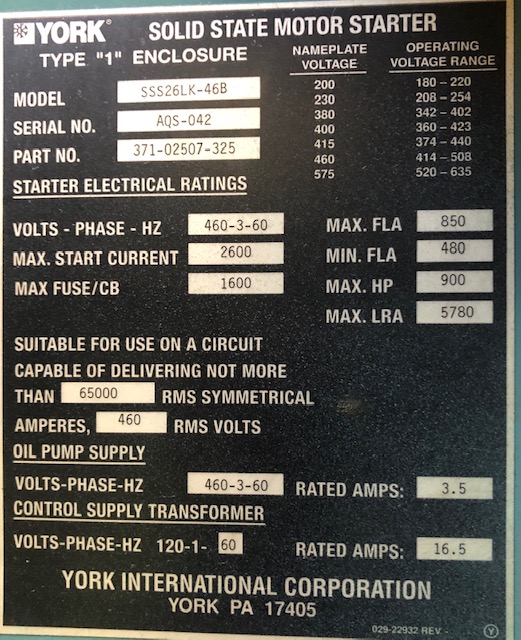 YORK® SOLID STATE MOTOR STARTER
TYPE "1" ENCLOSURE
NAMEPLATE VOLTAGE OPERATING VOLTAGE RANGE
200 180 - 220
230 208 - 254
380 342 - 402
400 360 - 423
415 374 - 440
460 414 - 508
575 520 - 635
MODEL SSS26LK-46B
SERIAL NO. AQS-042
PART NO. 371-02507-325
STARTER ELECTRICAL RATINGS
VOLTS - PHASE - HZ 460-3-60 MAX. FLA 850
MAX. START CURRENT 2600 MIN. FLA 480
MAX FUSE/CB 1600 MAX. HP 900
MAX. LRA 5780
SUITABLE FOR USE ON A CIRCUIT
CAPABLE OF DELIVERING NOT MORE
THAN 65000 RMS SYMMETRICAL
AMPERES, 460 RMS VOLTS
OIL PUMP SUPPLY
VOLTS-PHASE-HZ 460-3-60 RATED AMPS: 3.5
CONTROL SUPPLY TRANSFORMER
VOLTS-PHASE-HZ 120-1- 60 RATED AMPS: 16.5
YORK INTERNATIONAL CORPORATION
YORK PA 17405
029-22932 REV - Y